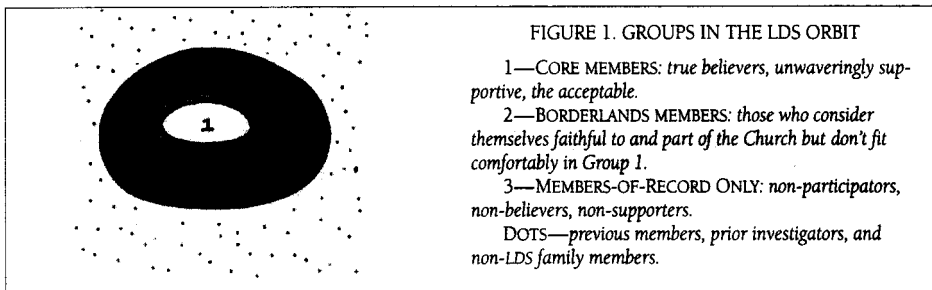 1
FIGURE 1. GROUPS IN THE LDS ORBIT
1—CORE MEMBERS: true believers, unwaveringly sup-
portive, the acceptable.
2—BORDERLANDS MEMBERS: those who consider
themselves faithful to and part of the Church but don't fit
comfortably in Group 1.
3—MEMBERS-OF-RECORD ONLY: non-participators,
non-believers, non-supporters.
DOTS—previous members, prior investigators, and
non-LDS family members.